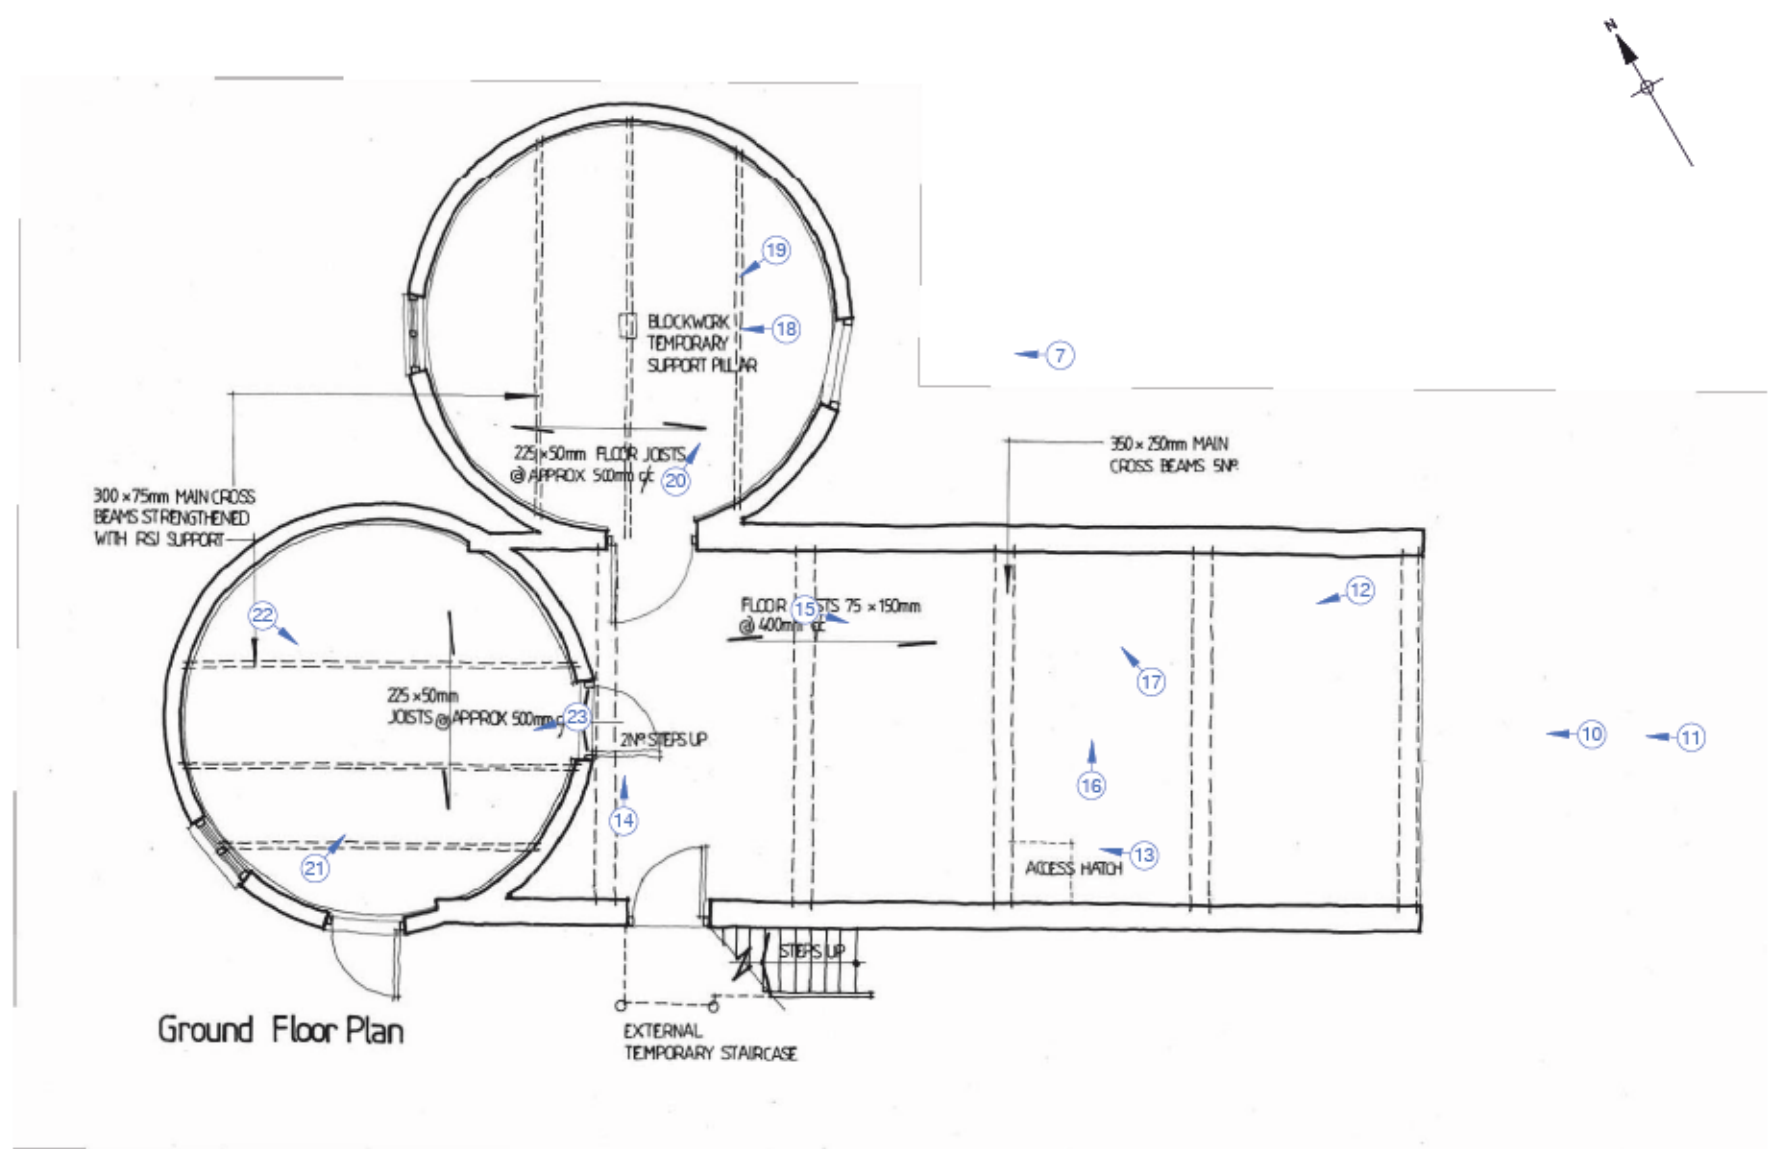 N
19
BLOCKWORK
TEMPORARY
SUPPORT PILLAR
18
7
225 × 50mm FLOOR JOISTS
@ APPROX 500mm c/c
20
350 × 250mm MAIN
CROSS BEAMS 5Nº
300 × 75mm MAIN CROSS
BEAMS STRENGTHENED
WITH RSJ SUPPORT
12
22
FLOOR 15 STS 75 × 150mm
@ 400mm c/c
17
225 × 50mm
JOISTS @ APPROX 500mm c
23
2Nº STEPS UP
10
11
16
14
13
ACCESS HATCH
21
STEPS UP
Ground Floor Plan
EXTERNAL
TEMPORARY STAIRCASE